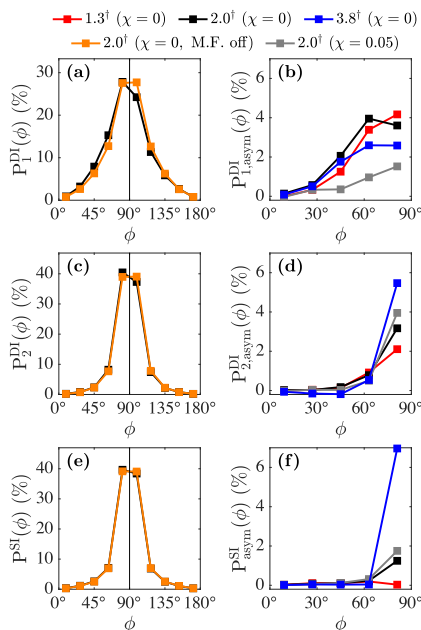 1.3† (χ = 0) 2.0† (χ = 0) 3.8† (χ = 0)
2.0† (χ = 0, M.F. off) 2.0† (χ = 0.05)
(a) (b)
P₁ᴰᴵ(ϕ) (%) 30 20 10 0
0° 45° 90° 135° 180°
ϕ
P₁,asymᴰᴵ(ϕ) (%) 6 4 2 0
0° 30° 60° 90°
ϕ
(c) (d)
P₂ᴰᴵ(ϕ) (%) 40 30 20 10 0
0° 45° 90° 135° 180°
ϕ
P₂,asymᴰᴵ(ϕ) (%) 6 4 2 0
0° 30° 60° 90°
ϕ
(e) (f)
Pˢᴵ(ϕ) (%) 40 30 20 10 0
0° 45° 90° 135° 180°
ϕ
Pasymˢᴵ(ϕ) (%) 6 4 2 0
0° 30° 60° 90°
ϕ